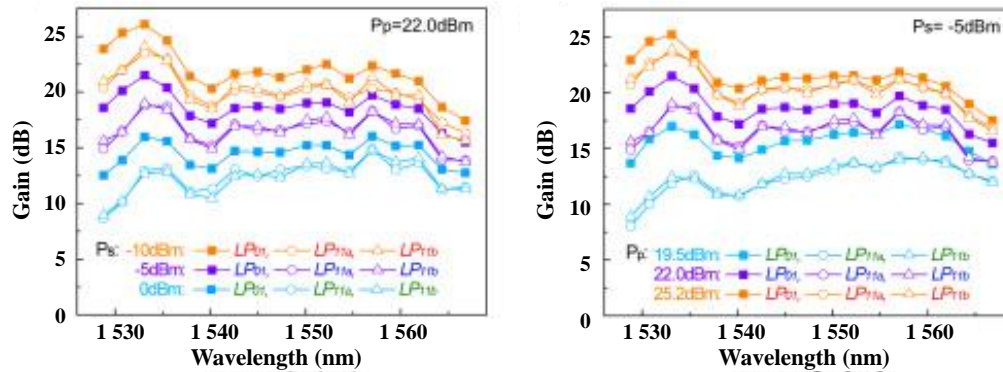 Pp=22.0dBm
25
20
15
10
5
0
Gain (dB)
Ps: -10dBm: LP01, LP11a, LP11b
-5dBm: LP01, LP11a, LP11b
0dBm: LP01, LP11a, LP11b
1 530 1 540 1 550 1 560
Wavelength (nm)
Ps= -5dBm
25
20
15
10
5
0
Gain (dB)
Pp: 19.5dBm: LP01, LP11a, LP11b
22.0dBm: LP01, LP11a, LP11b
25.2dBm: LP01, LP11a, LP11b
1 530 1 540 1 550 1 560
Wavelength (nm)